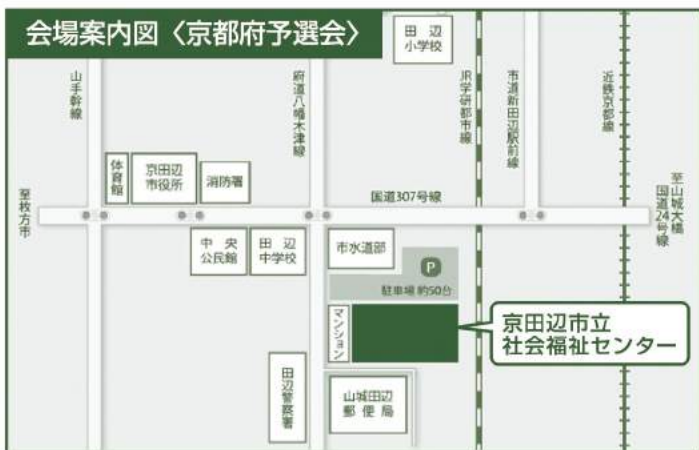 会場案内図〈京都府予選会〉
田辺
小学校
山手幹線
府道八幡木津線
JR学研都市線
市道新田辺駅前線
近鉄京都線
体育館
京田辺
市役所
消防署
国道307号線
至枚方市
至山城大橋
国道24号線
中央
公民館
田辺
中学校
市水道部
P
駐車場 約50台
マンション
京田辺市立
社会福祉センター
田辺警察署
山城田辺
郵便局